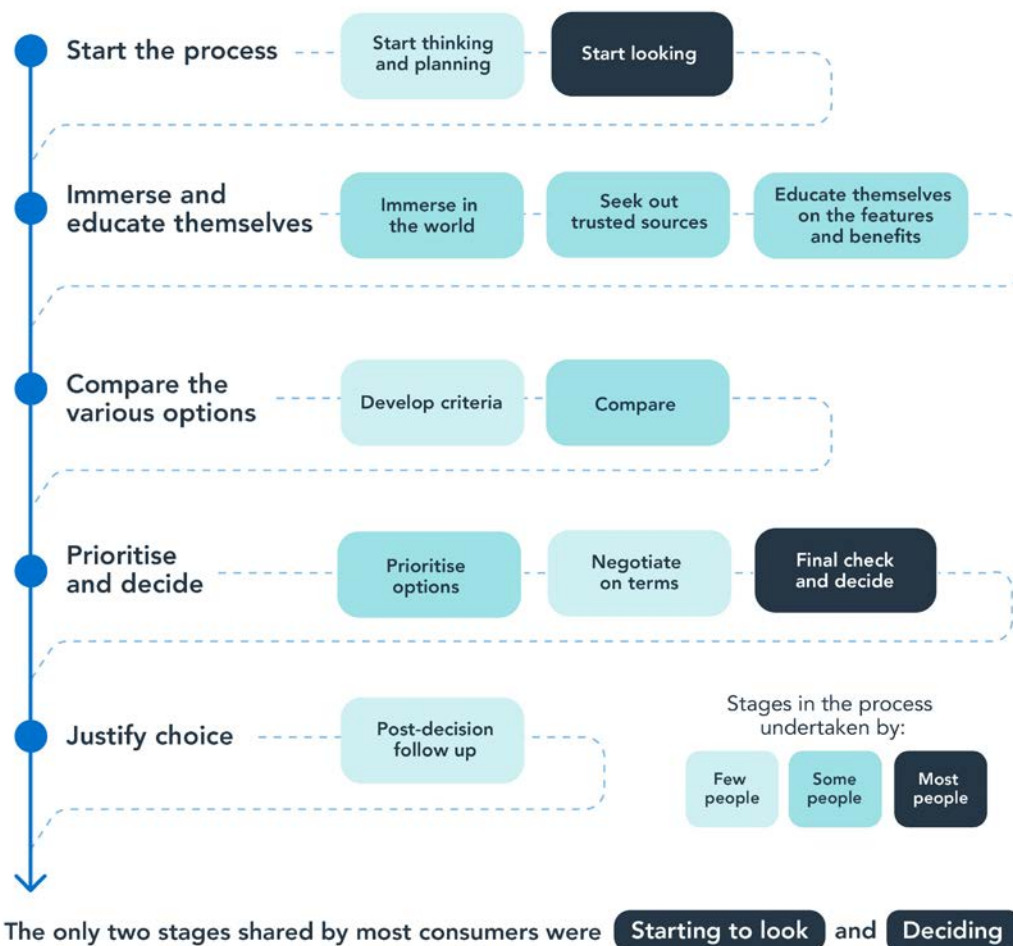 Start the process
Start thinking
and planning
Start looking
Immerse and
educate themselves
Immerse in
the world
Seek out
trusted sources
Educate themselves
on the features
and benefits
Compare the
various options
Develop criteria
Compare
Prioritise
and decide
Prioritise
options
Negotiate
on terms
Final check
and decide
Justify choice
Post-decision
follow up
Stages in the process
undertaken by:
Few
people
Some
people
Most
people
The only two stages shared by most consumers were Starting to look and Deciding